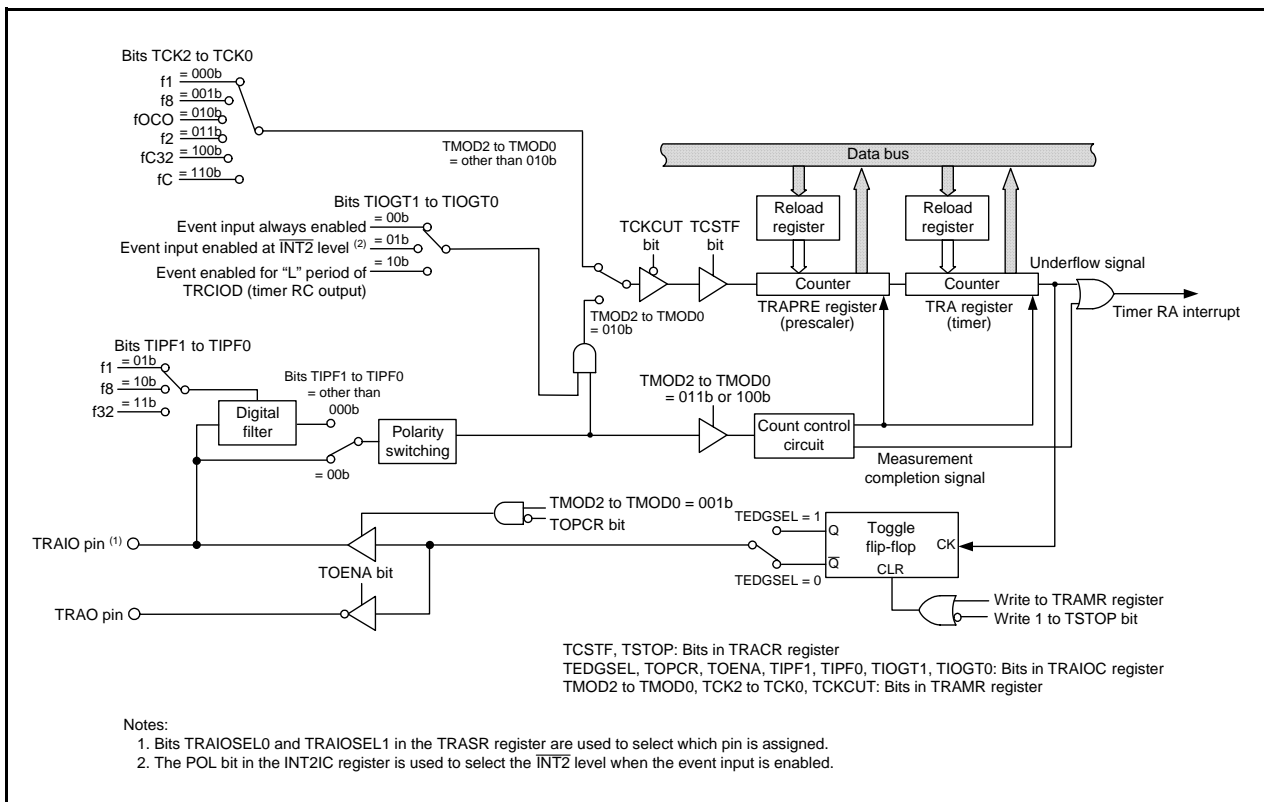 Bits TCK2 to TCK0
f1 = 000b
f8 = 001b
fOCO = 010b
f2 = 011b
fC32 = 100b
fC = 110b
TMOD2 to TMOD0
= other than 010b
Data bus
Bits TIOGT1 to TIOGT0
Event input always enabled = 00b
Event input enabled at INT2 level (2) = 01b
Event enabled for “L” period of = 10b
TRCIOD (timer RC output)
TCKCUT
bit
TCSTF
bit
Reload
register
Reload
register
Counter
TRAPRE register
(prescaler)
Counter
TRA register
(timer)
Underflow signal
Timer RA interrupt
TMOD2 to TMOD0
= 010b
Bits TIPF1 to TIPF0
f1 = 01b
f8 = 10b
f32 = 11b
Digital
filter
Bits TIPF1 to TIPF0
= other than
000b
= 00b
Polarity
switching
TMOD2 to TMOD0
= 011b or 100b
Count control
circuit
Measurement
completion signal
TMOD2 to TMOD0 = 001b
TOPCR bit
TRAIO pin (1)
TOENA bit
TRAO pin
TEDGSEL = 1
TEDGSEL = 0
Q
Q
Toggle
flip-flop
CK
CLR
Write to TRAMR register
Write 1 to TSTOP bit
TCSTF, TSTOP: Bits in TRACR register
TEDGSEL, TOPCR, TOENA, TIPF1, TIPF0, TIOGT1, TIOGT0: Bits in TRAIOC register
TMOD2 to TMOD0, TCK2 to TCK0, TCKCUT: Bits in TRAMR register
Notes:
1. Bits TRAIOSEL0 and TRAIOSEL1 in the TRASR register are used to select which pin is assigned.
2. The POL bit in the INT2IC register is used to select the INT2 level when the event input is enabled.